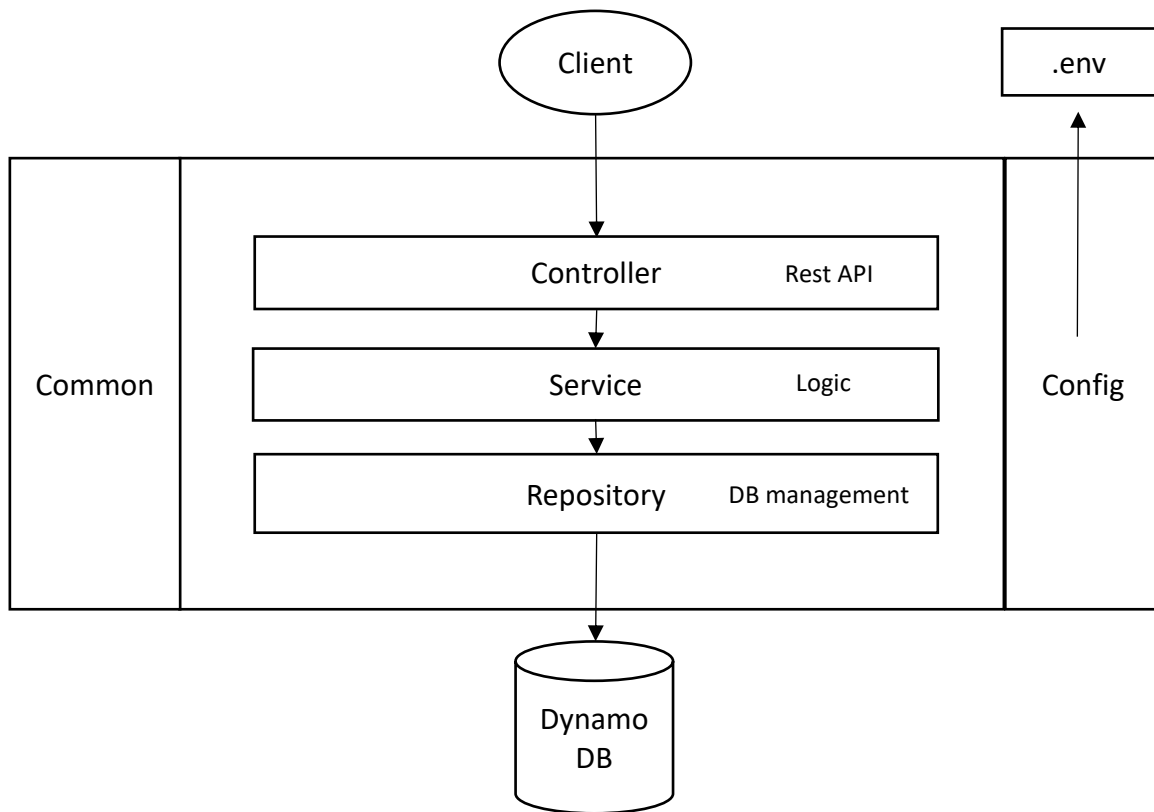 Client
.env
Controller
Rest API
Common
Service
Logic
Config
Repository
DB management
Dynamo
DB